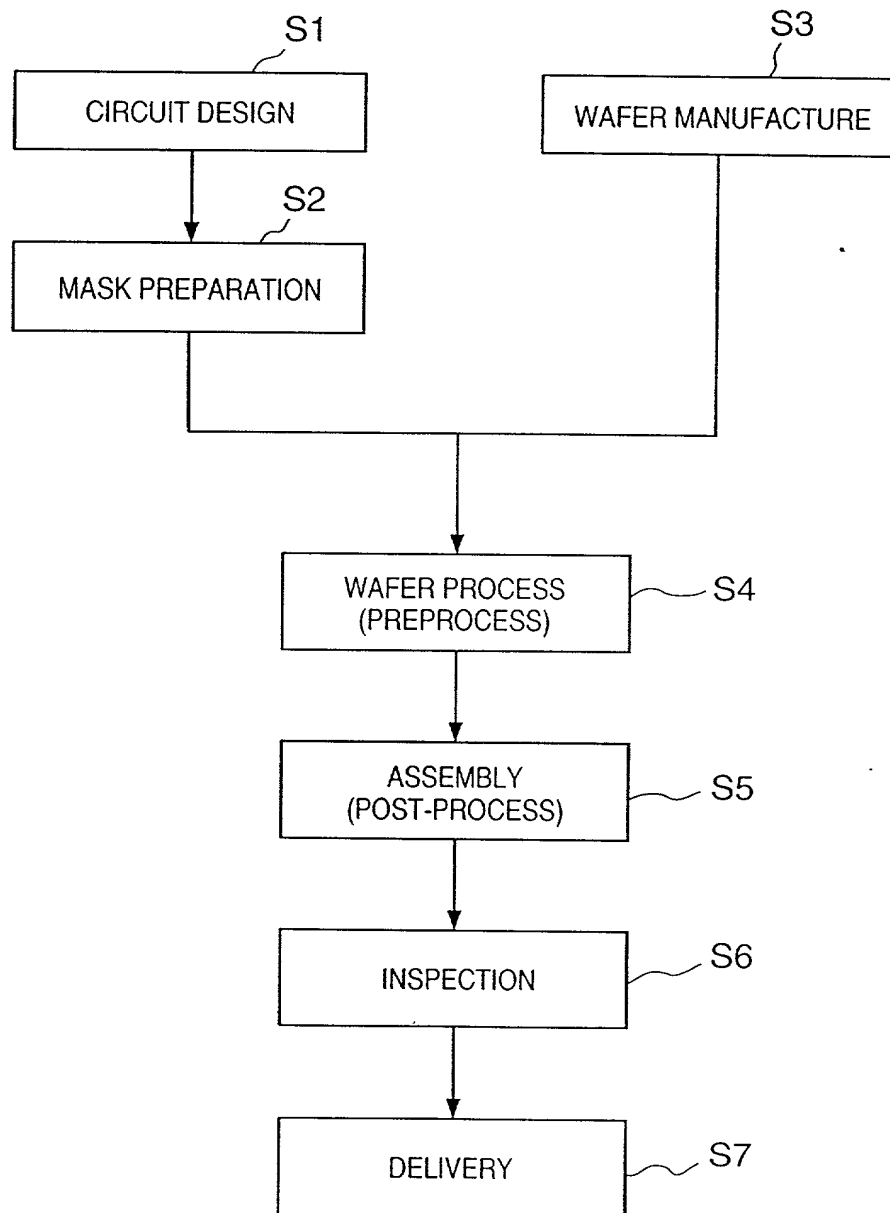 S1
CIRCUIT DESIGN
S3
WAFER MANUFACTURE
S2
MASK PREPARATION
WAFER PROCESS
(PREPROCESS)
S4
ASSEMBLY
(POST-PROCESS)
S5
INSPECTION
S6
DELIVERY
S7